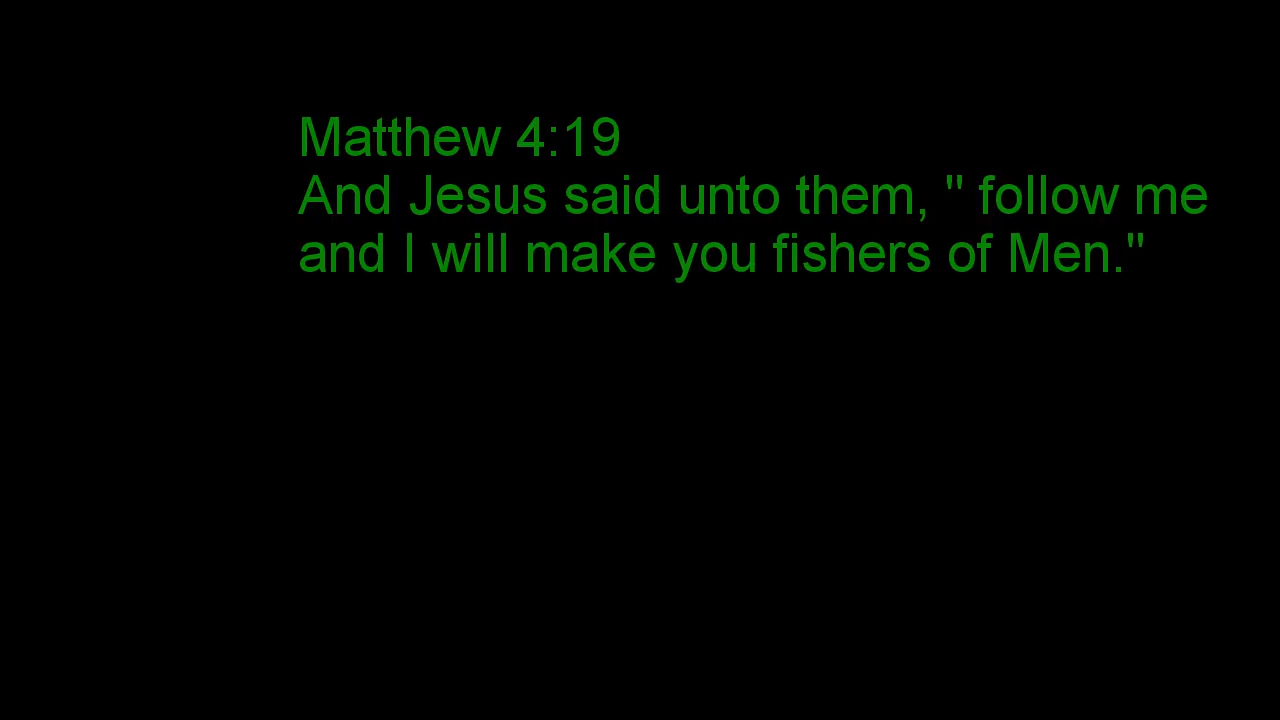 Matthew 4:19
And Jesus said unto them, " follow me
and I will make you fishers of Men."